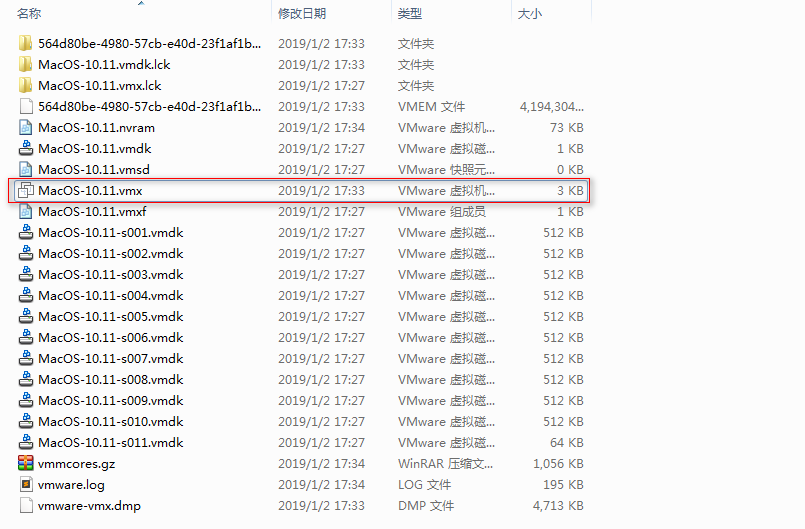 名称 修改日期 类型 大小
564d80be-4980-57cb-e40d-23f1af1b... 2019/1/2 17:33 文件夹
MacOS-10.11.vmdk.lck 2019/1/2 17:33 文件夹
MacOS-10.11.vmx.lck 2019/1/2 17:27 文件夹
564d80be-4980-57cb-e40d-23f1af1b... 2019/1/2 17:33 VMEM 文件 4,194,304...
MacOS-10.11.nvram 2019/1/2 17:34 VMware 虚拟机... 73 KB
MacOS-10.11.vmdk 2019/1/2 17:27 VMware 虚拟磁... 1 KB
MacOS-10.11.vmsd 2019/1/2 17:27 VMware 快照元... 0 KB
MacOS-10.11.vmx 2019/1/2 17:33 VMware 虚拟机... 3 KB
MacOS-10.11.vmxf 2019/1/2 17:27 VMware 组成员 1 KB
MacOS-10.11-s001.vmdk 2019/1/2 17:27 VMware 虚拟磁... 512 KB
MacOS-10.11-s002.vmdk 2019/1/2 17:27 VMware 虚拟磁... 512 KB
MacOS-10.11-s003.vmdk 2019/1/2 17:27 VMware 虚拟磁... 512 KB
MacOS-10.11-s004.vmdk 2019/1/2 17:27 VMware 虚拟磁... 512 KB
MacOS-10.11-s005.vmdk 2019/1/2 17:27 VMware 虚拟磁... 512 KB
MacOS-10.11-s006.vmdk 2019/1/2 17:27 VMware 虚拟磁... 512 KB
MacOS-10.11-s007.vmdk 2019/1/2 17:27 VMware 虚拟磁... 512 KB
MacOS-10.11-s008.vmdk 2019/1/2 17:27 VMware 虚拟磁... 512 KB
MacOS-10.11-s009.vmdk 2019/1/2 17:27 VMware 虚拟磁... 512 KB
MacOS-10.11-s010.vmdk 2019/1/2 17:27 VMware 虚拟磁... 512 KB
MacOS-10.11-s011.vmdk 2019/1/2 17:27 VMware 虚拟磁... 64 KB
vmmcores.gz 2019/1/2 17:34 WinRAR 压缩文... 1,056 KB
vmware.log 2019/1/2 17:34 LOG 文件 195 KB
vmware-vmx.dmp 2019/1/2 17:33 DMP 文件 4,713 KB